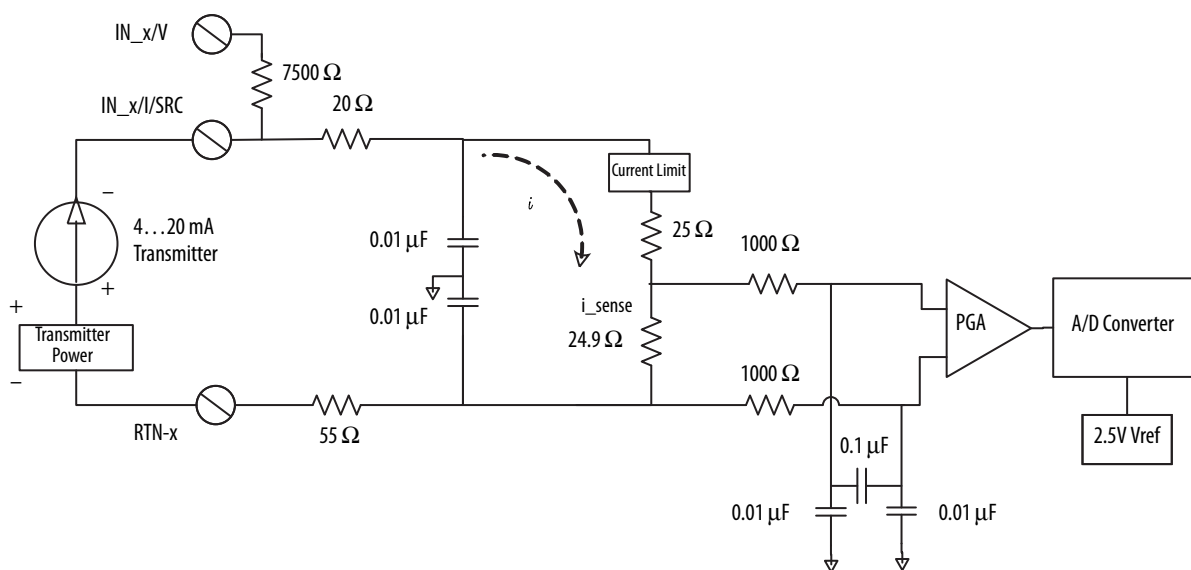 IN_x/V
7500 Ω
IN_x/I/SRC
20 Ω
Current Limit
i
−
4…20 mA
Transmitter
+
0.01 µF
25 Ω
1000 Ω
+
Transmitter
Power
−
0.01 µF
i_sense
24.9 Ω
PGA
A/D Converter
1000 Ω
RTN-x
55 Ω
2.5V Vref
0.1 µF
0.01 µF
0.01 µF